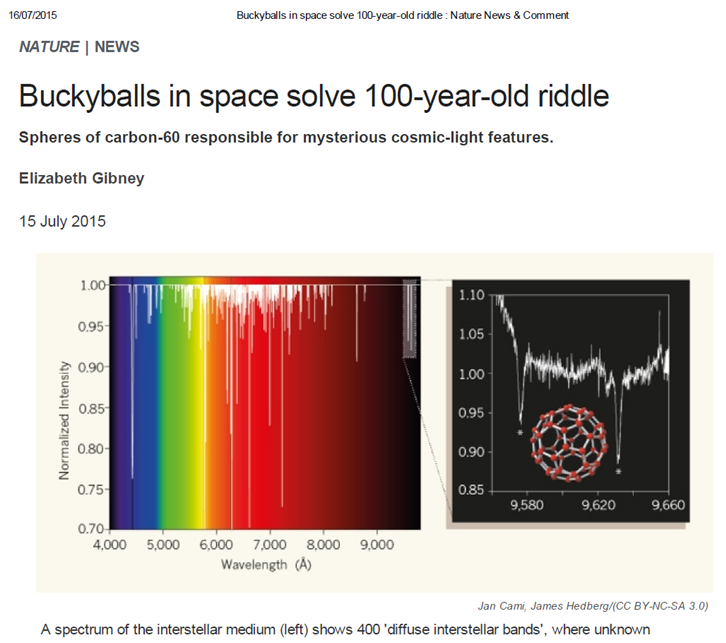 16/07/2015 Buckyballs in space solve 100-year-old riddle : Nature News & Comment
NATURE | NEWS
Buckyballs in space solve 100-year-old riddle
Spheres of carbon-60 responsible for mysterious cosmic-light features.
Elizabeth Gibney
15 July 2015
Normalized Intensity
1.00
0.95
0.90
0.85
0.80
0.75
0.70
4,000 5,000 6,000 7,000 8,000 9,000
Wavelength (Å)
1.10
1.05
1.00
0.95
0.90
0.85
* *
9,580 9,620 9,660
Jan Cami, James Hedberg/(CC BY-NC-SA 3.0)
A spectrum of the interstellar medium (left) shows 400 'diffuse interstellar bands', where unknown